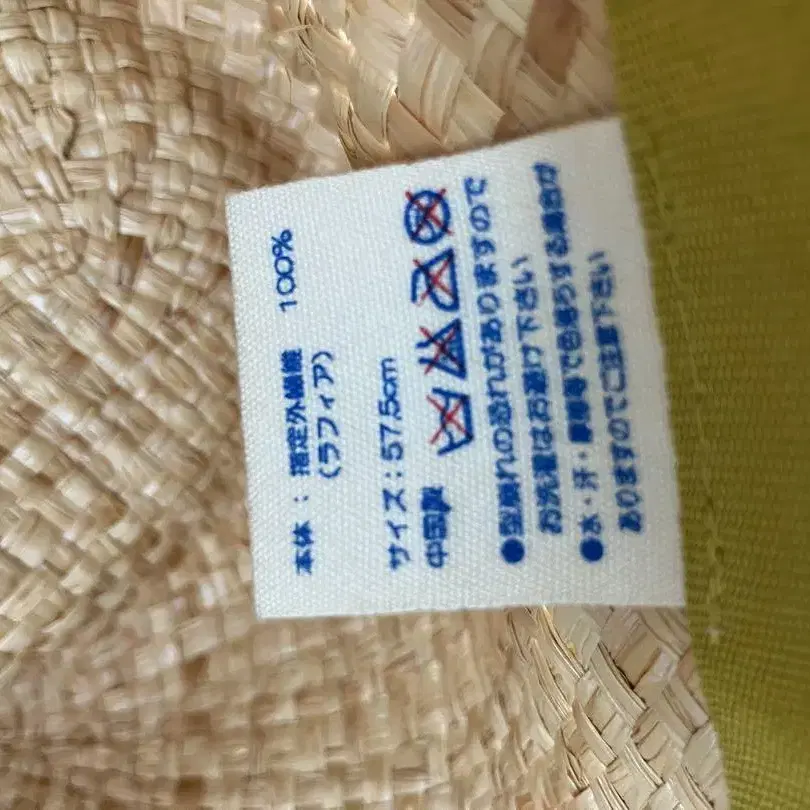 本体 : 指定外繊維 100%
(ラフィア)
サイズ : 57.5cm
中国製
●型崩れの恐れがありますので
お洗濯はお避け下さい
●水・汗・摩擦等で色落ちする場合が
ありますのでご注意下さい